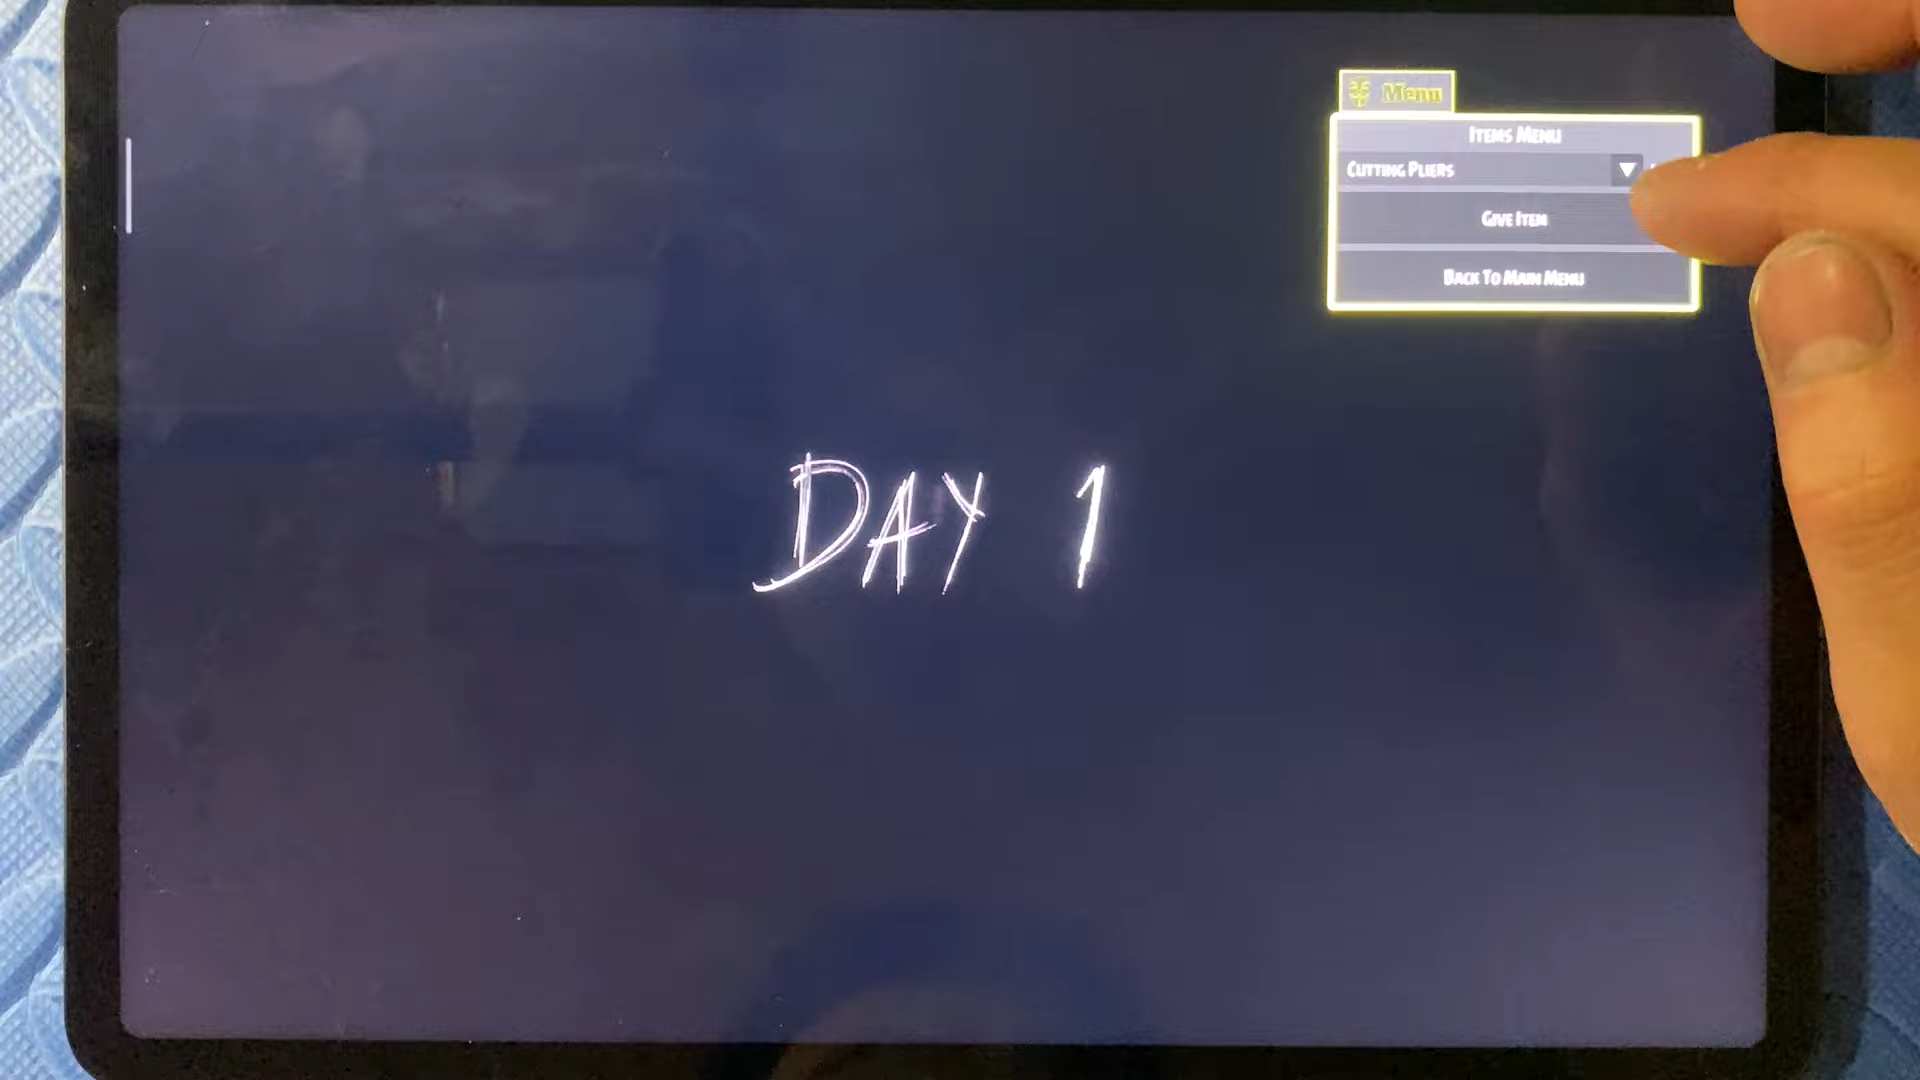 Menu
ITEMS MENU
CUTTING PLIERS
GIVE ITEM
BACK TO MAIN MENU
DAY 1